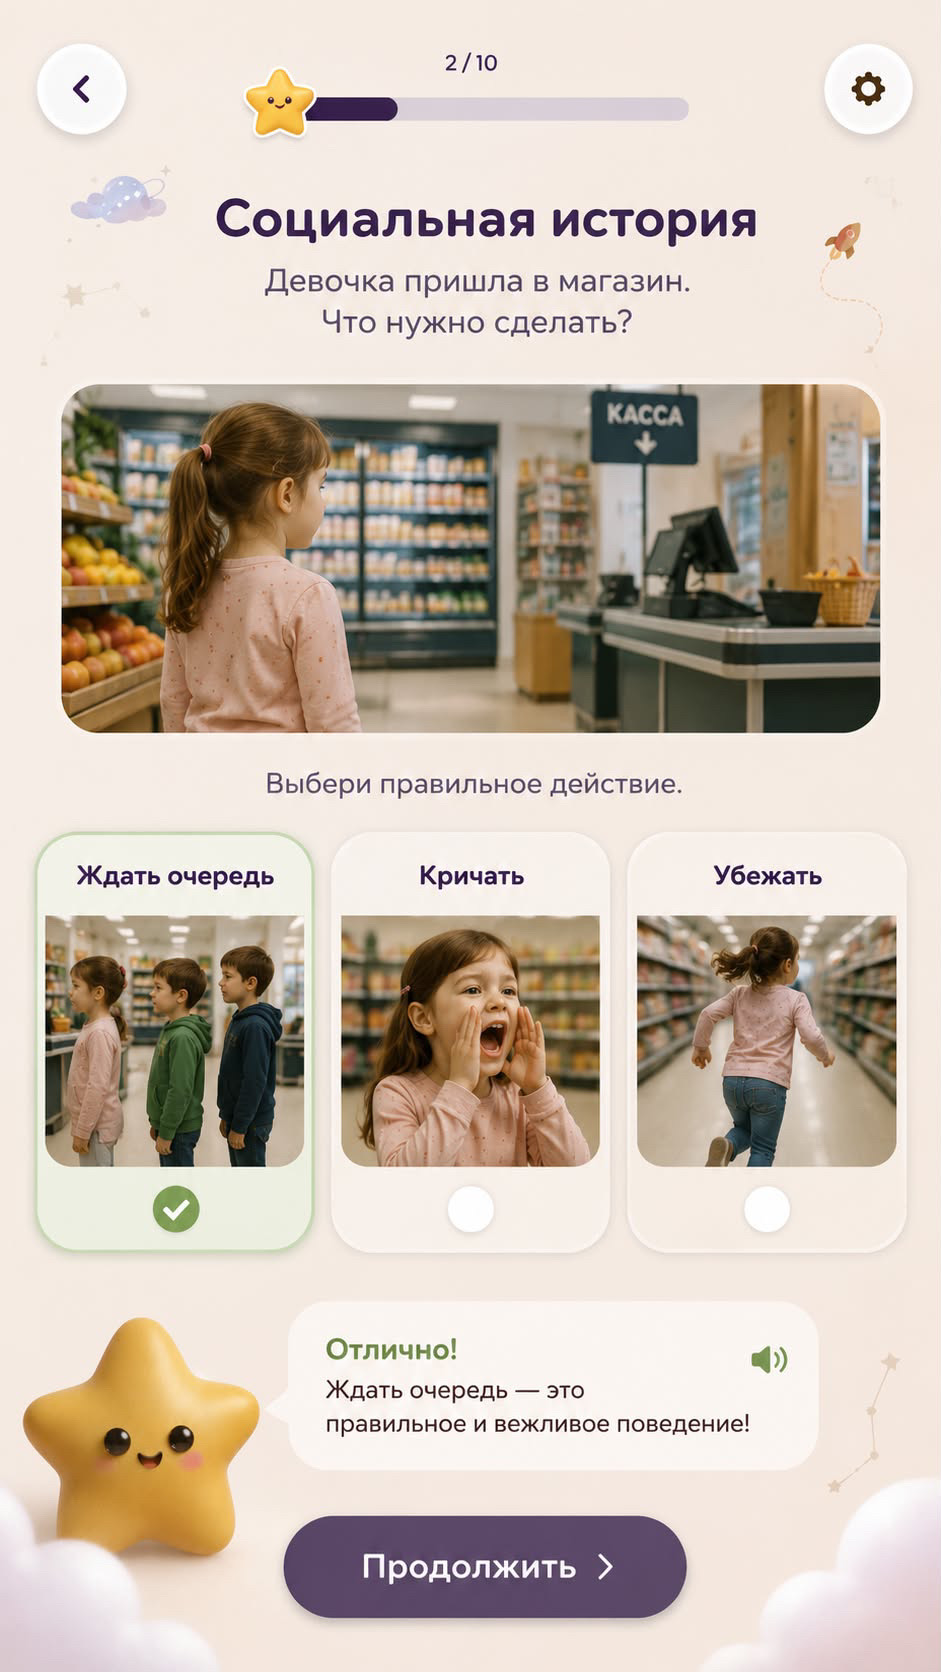 2 / 10
Социальная история
Девочка пришла в магазин.
Что нужно сделать?
КАССА
Выбери правильное действие.
Ждать очередь
Кричать
Убежать
Отлично!
Ждать очередь — это
правильное и вежливое поведение!
Продолжить